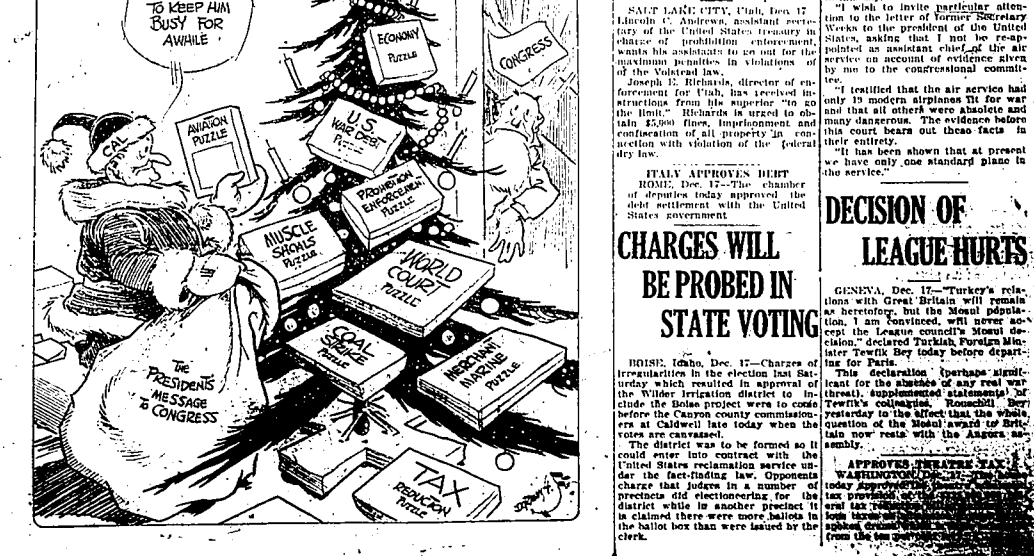 TO KEEP HIM
BUSY FOR
AWHILE!
CAL
AVIATION
PUZZLE
ECONOMY
PUZZLE
CONGRESS
U.S.
WAR DEBT
PUZZLE
PROHIBITION
ENFORCEMENT
PUZZLE
MUSCLE
SHOALS
PUZZLE
WORLD
COURT
PUZZLE
COAL
STRIKE
PUZZLE
MERCHANT
MARINE
PUZZLE
THE
PRESIDENT'S
MESSAGE
TO CONGRESS
TAX
REDUCTION
PUZZLE
SALT LAKE CITY, Utah, Dec. 17
Lincoln C. Andrews, assistant secre-
tary of the United States treasury in
charge of prohibition enforcement,
wants his assistants to go out for the
maximum penalties in violations of
of the Volstead law.
Joseph E. Richards, director of en-
forcement for Utah, has received in-
structions from his superior "to go
the limit." Richards is urged to ob-
tain $5,000 fines, imprisonment and
confiscation of all property in con-
nection with violation of the federal
dry law.
ITALY APPROVES DEBT
ROME, Dec. 17--The chamber
of deputies today approved the
debt settlement with the United
States government
CHARGES WILL
BE PROBED IN
STATE VOTING
BOISE, Idaho, Dec. 17—Charges of
irregularities in the election last Sat-
urday which resulted in approval of
the Wilder Irrigation district to in-
clude the Boise project were to come
before the Canyon county commission-
ers at Caldwell late today when the
votes are canvassed.
The district was to be formed so it
could enter into contract with the
United States reclamation service un-
der the fact-finding law. Opponents
charge that judges in a number of
precincts did electioneering for the
district while in another precinct it
is claimed there were more ballots in
the ballot box than were issued by the
clerk.
"I wish to invite particular atten-
tion to the letter of former Secretary
Weeks to the president of the United
States, asking that I not be re-ap-
pointed as assistant chief of the air
service on account of evidence given
by me to the congressional commit-
tee.
"I testified that the air service had
only 19 modern airplanes fit for war
and that all others were absolete and
many dangerous. The evidence before
this court bears out these facts in
their entirety.
"It has been shown that at present
we have only one standard plane in
the service."
DECISION OF
LEAGUE HURTS
GENEVA, Dec. 17—"Turkey's rela-
tions with Great Britain will remain
as heretofore, but the Mosul popula-
tion, I am convinced, will never ac-
cept the League council's Mosul de-
cision," declared Turkish Foreign Min-
ister Tewfik Bey today before depart-
ing for Paris.
This declaration (perhaps signif-
icant for the absence of any real war
threat), supplemented statements of
Tewfik's colleague, Bey
yesterday to the effect that the whole
question of the Mosul award to Brit-
tain now rests with the Angora as-
sembly.
APPROVES THEATRE TAX
WASHINGTON, Dec. 17—The
today approved the
tax provision of the
eral tax